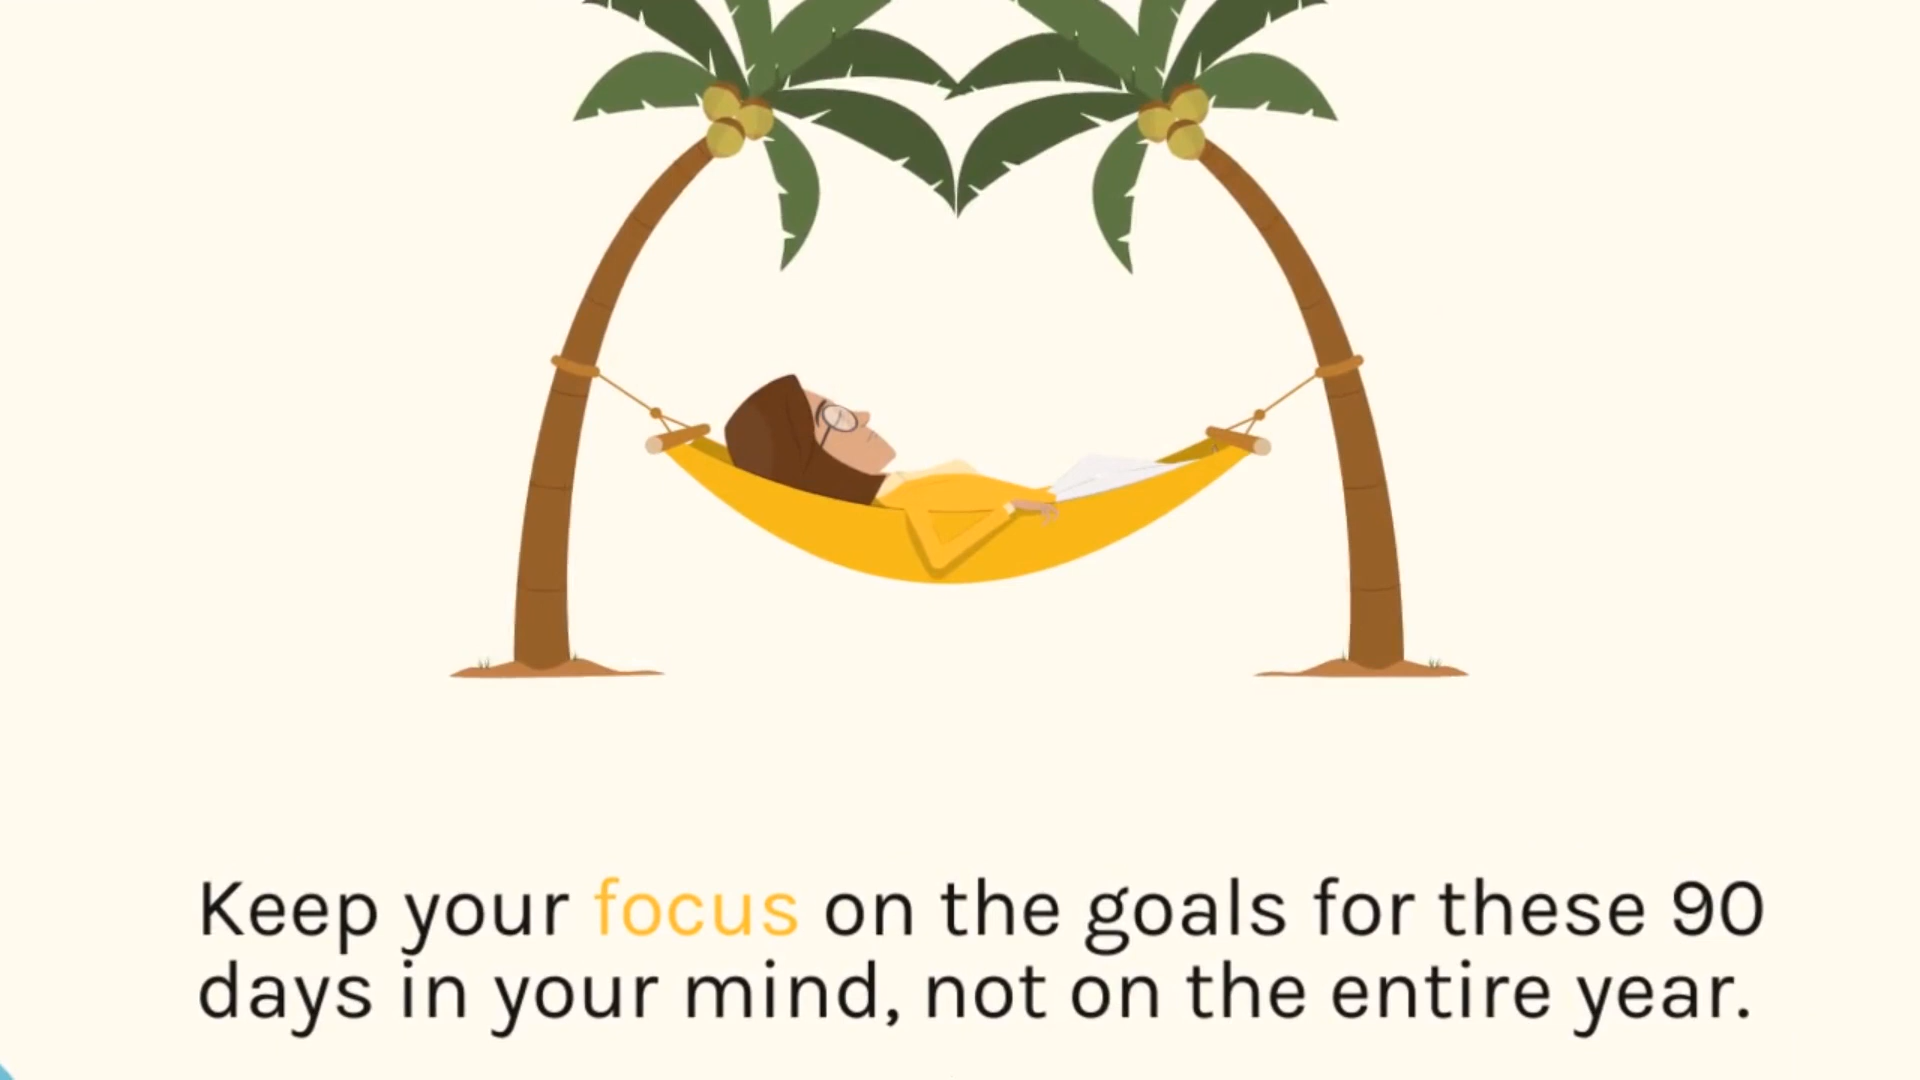 Keep your focus on the goals for these 90
days in your mind, not on the entire year.